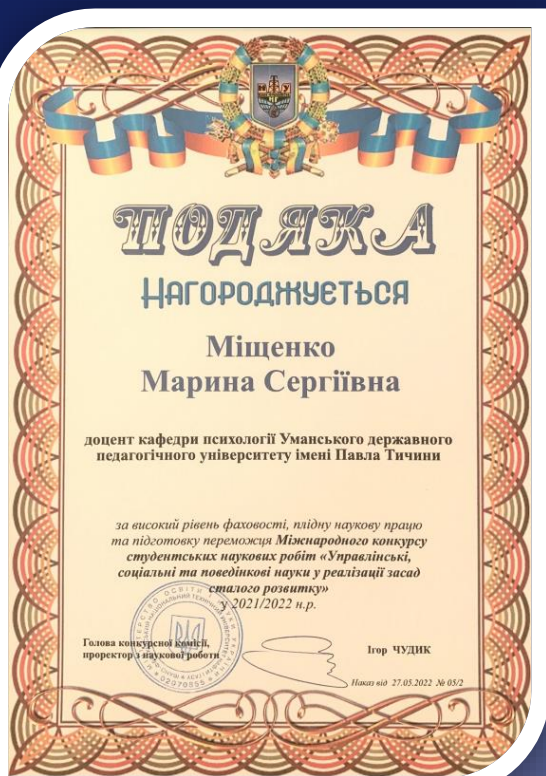 ПОДЯКА
НАГОРОДЖУЄТЬСЯ
Міщенко
Марина Сергіївна
доцент кафедри психології Уманського державного
педагогічного університету імені Павла Тичини
за високий рівень фаховості, плідну наукову працю
та підготовку переможця Міжнародного конкурсу
студентських наукових робіт «Управлінські,
соціальні та поведінкові науки у реалізації засад
сталого розвитку»
у 2021/2022 н.р.
Голова конкурсної комісії,
проректор з наукової роботи
Ігор ЧУДИК
Наказ від 27.05.2022 № 05/2